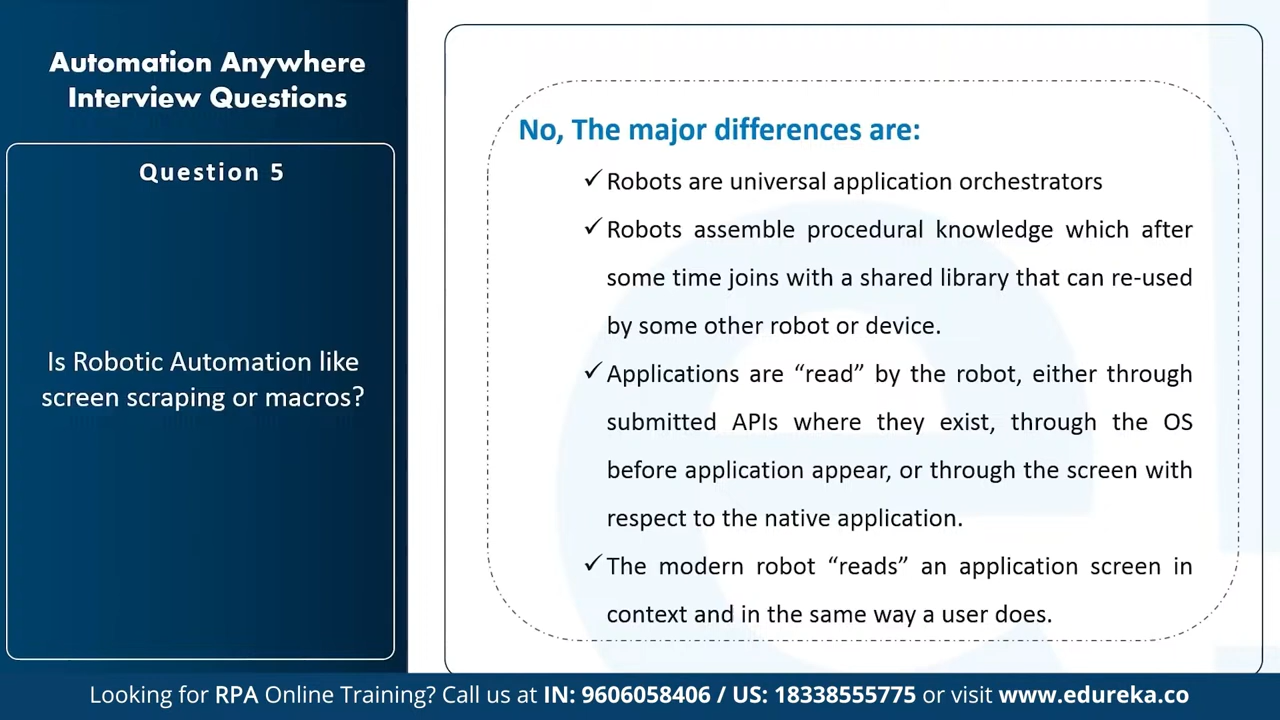 Automation Anywhere
Interview Questions
Question 5
Is Robotic Automation like
screen scraping or macros?
No, The major differences are:
✓Robots are universal application orchestrators
✓Robots assemble procedural knowledge which after
some time joins with a shared library that can re-used
by some other robot or device.
✓Applications are “read” by the robot, either through
submitted APIs where they exist, through the OS
before application appear, or through the screen with
respect to the native application.
✓The modern robot “reads” an application screen in
context and in the same way a user does.
Looking for RPA Online Training? Call us at IN: 9606058406 / US: 18338555775 or visit www.edureka.co